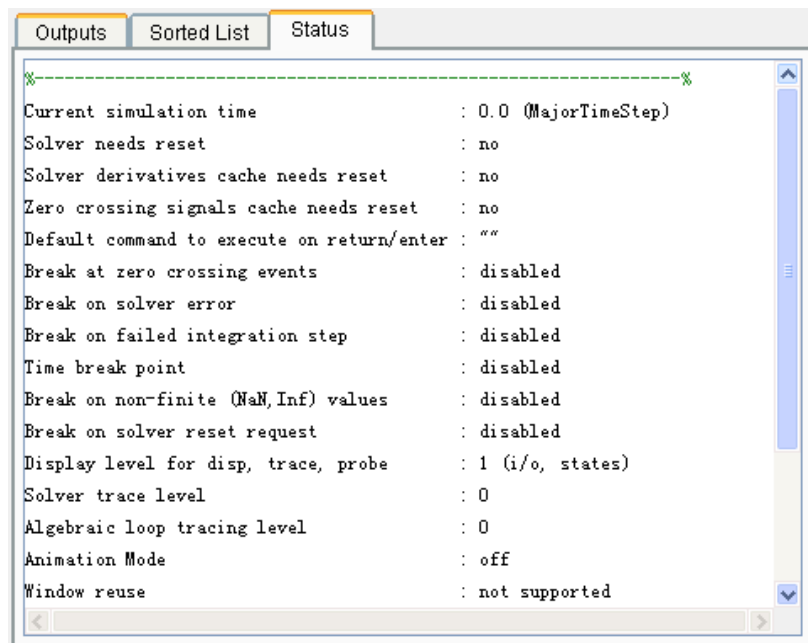 Outputs Sorted List Status
%----------------------------------------------------------------%
Current simulation time : 0.0 (MajorTimeStep)
Solver needs reset : no
Solver derivatives cache needs reset : no
Zero crossing signals cache needs reset : no
Default command to execute on return/enter : ""
Break at zero crossing events : disabled
Break on solver error : disabled
Break on failed integration step : disabled
Time break point : disabled
Break on non-finite (NaN,Inf) values : disabled
Break on solver reset request : disabled
Display level for disp, trace, probe : 1 (i/o, states)
Solver trace level : 0
Algebraic loop tracing level : 0
Animation Mode : off
Window reuse : not supported